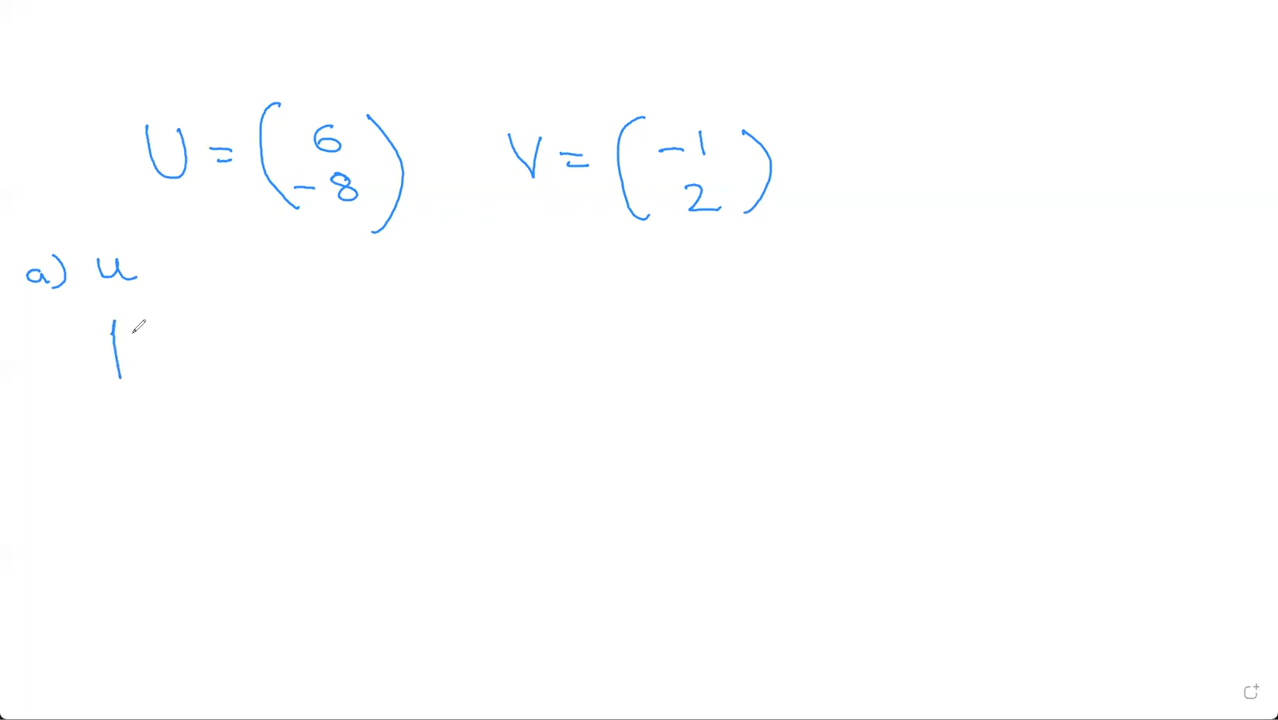 U = ( 6 -8 ) V = ( -1 2 )
a) u
|